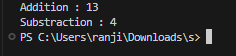 Addition : 13
Substraction : 4
PS C:\Users\ranji\Downloads\s>